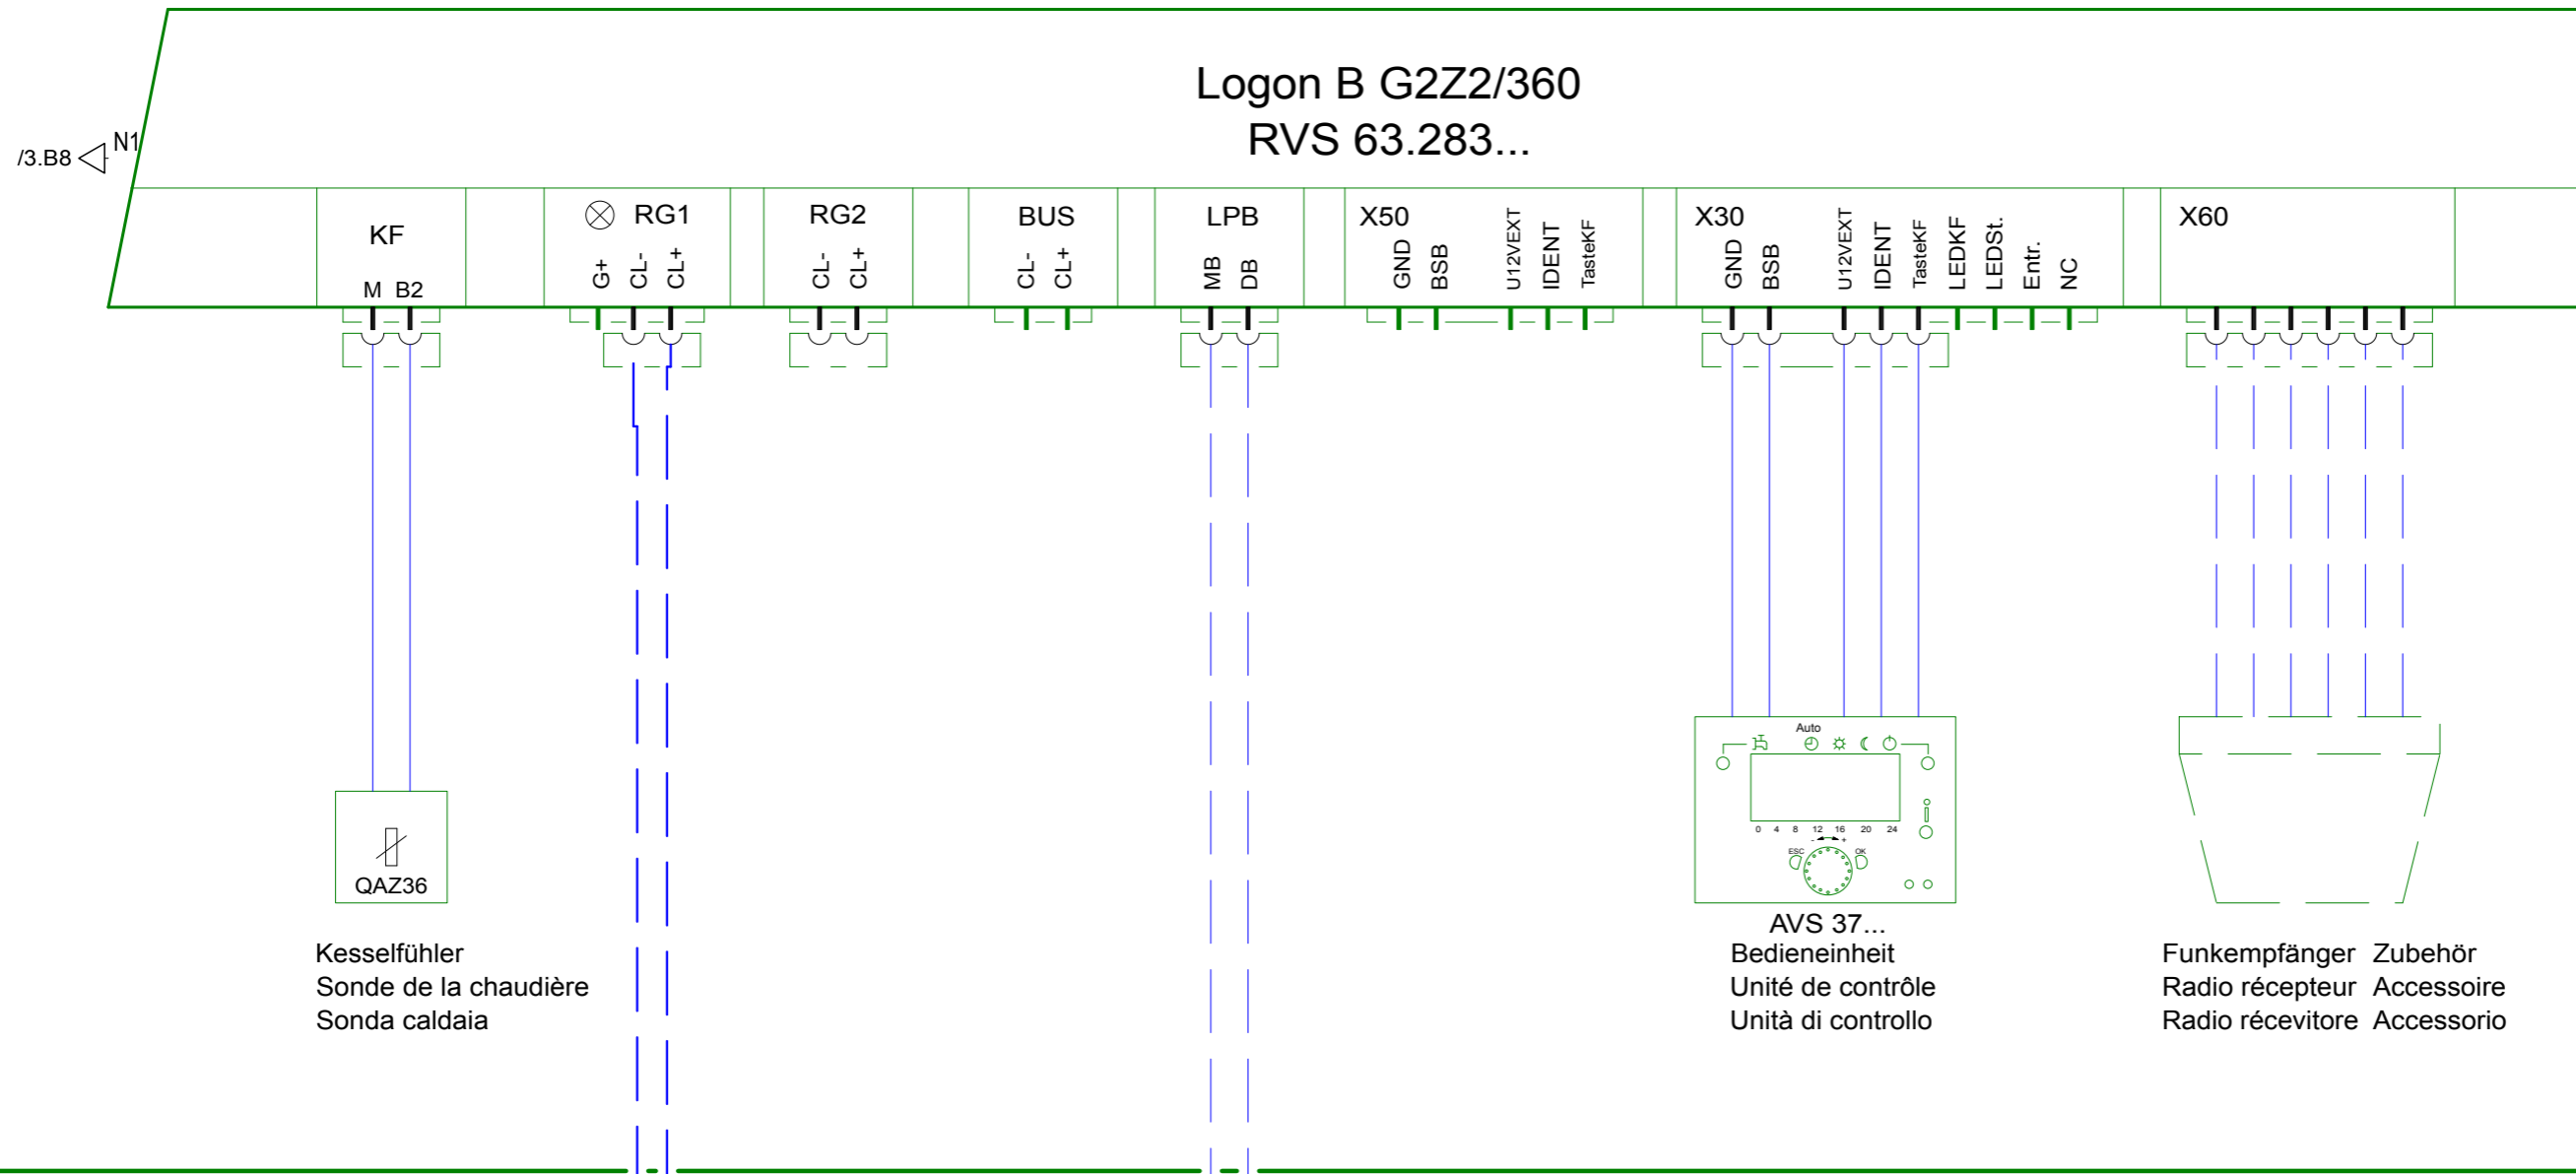 Logon B G2Z2/360
RVS 63.283...
/3.B8 N1
KF
M B2
RG1
G+ CL- CL+
RG2
CL- CL+
BUS
CL- CL+
LPB
MB DB
X50
GND BSB U12VEXT IDENT TasteKF
X30
GND BSB U12VEXT IDENT TasteKF LEDKF LEDSt. Entr. NC
X60
QAZ36
Kesselfühler
Sonde de la chaudière
Sonda caldaia
Auto
0 4 8 12 16 20 24
- +
ESC OK
AVS 37...
Bedieneinheit
Unité de contrôle
Unità di controllo
Funkempfänger Zubehör
Radio récepteur Accessoire
Radio récevitore Accessorio